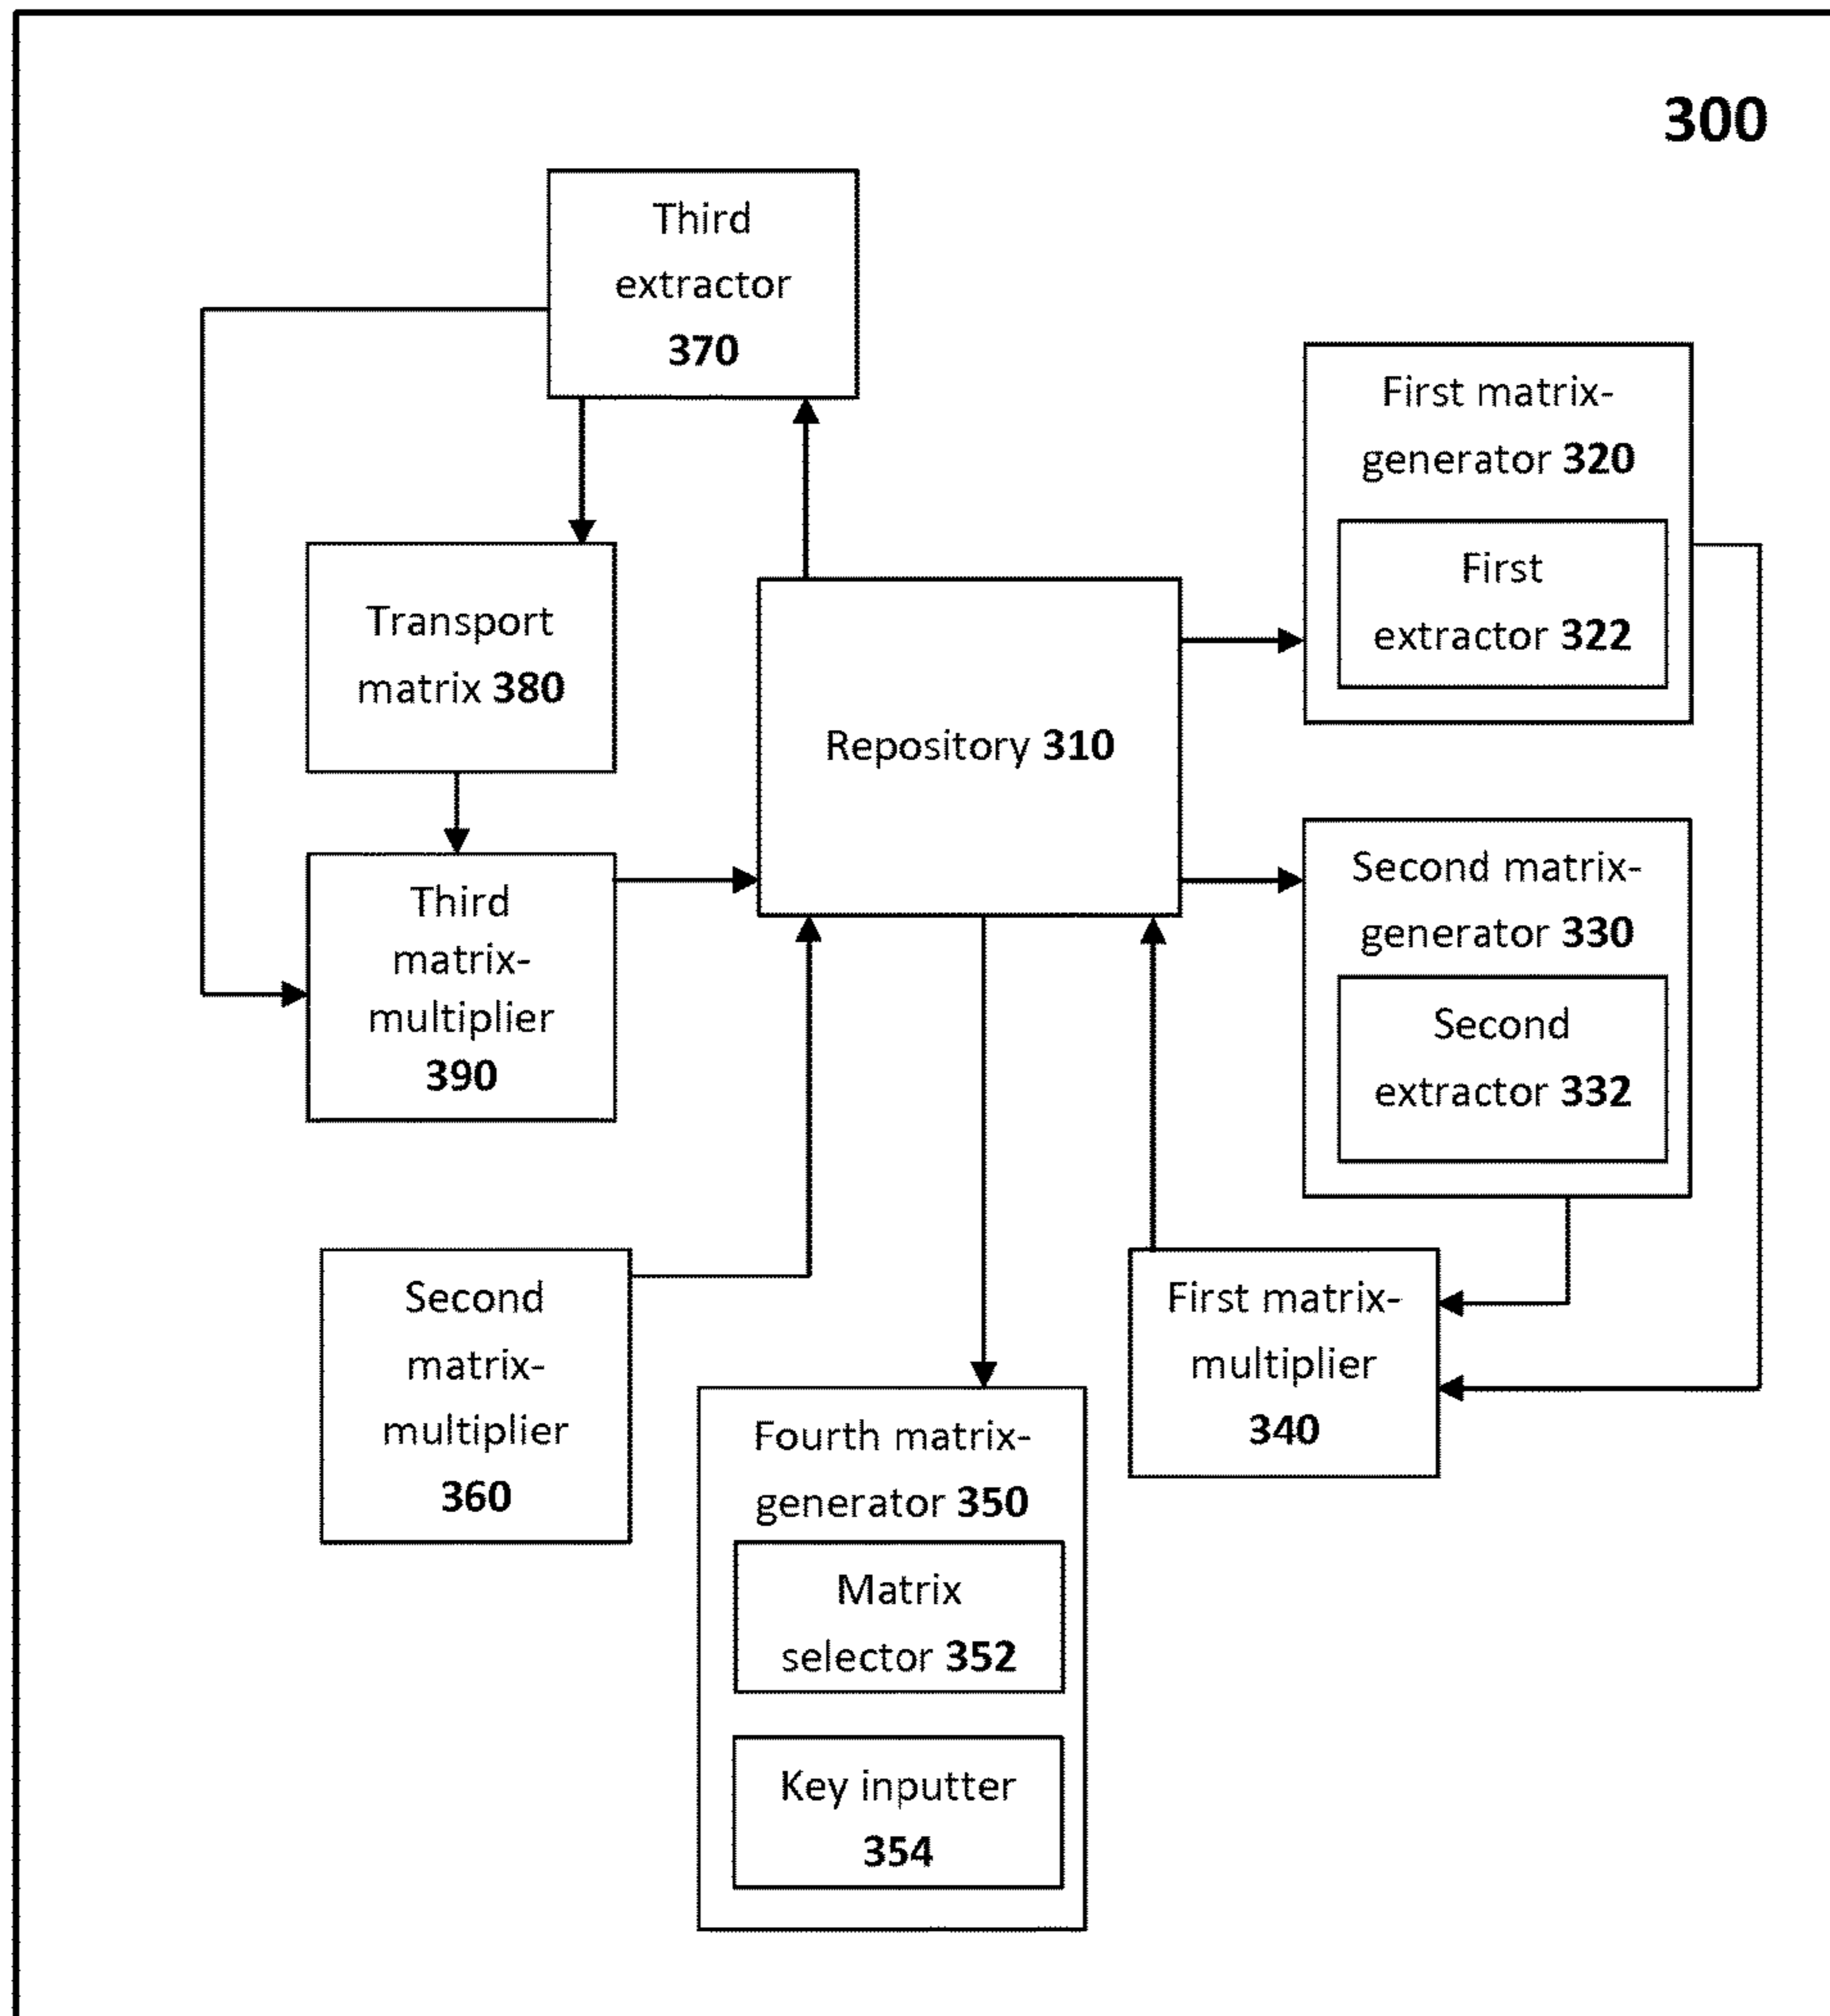 300
Third
extractor
370
First matrix-
generator 320
First
extractor 322
Transport
matrix 380
Repository 310
Second matrix-
generator 330
Second
extractor 332
Third
matrix-
multiplier
390
Second
matrix-
multiplier
360
First matrix-
multiplier
340
Fourth matrix-
generator 350
Matrix
selector 352
Key inputter
354